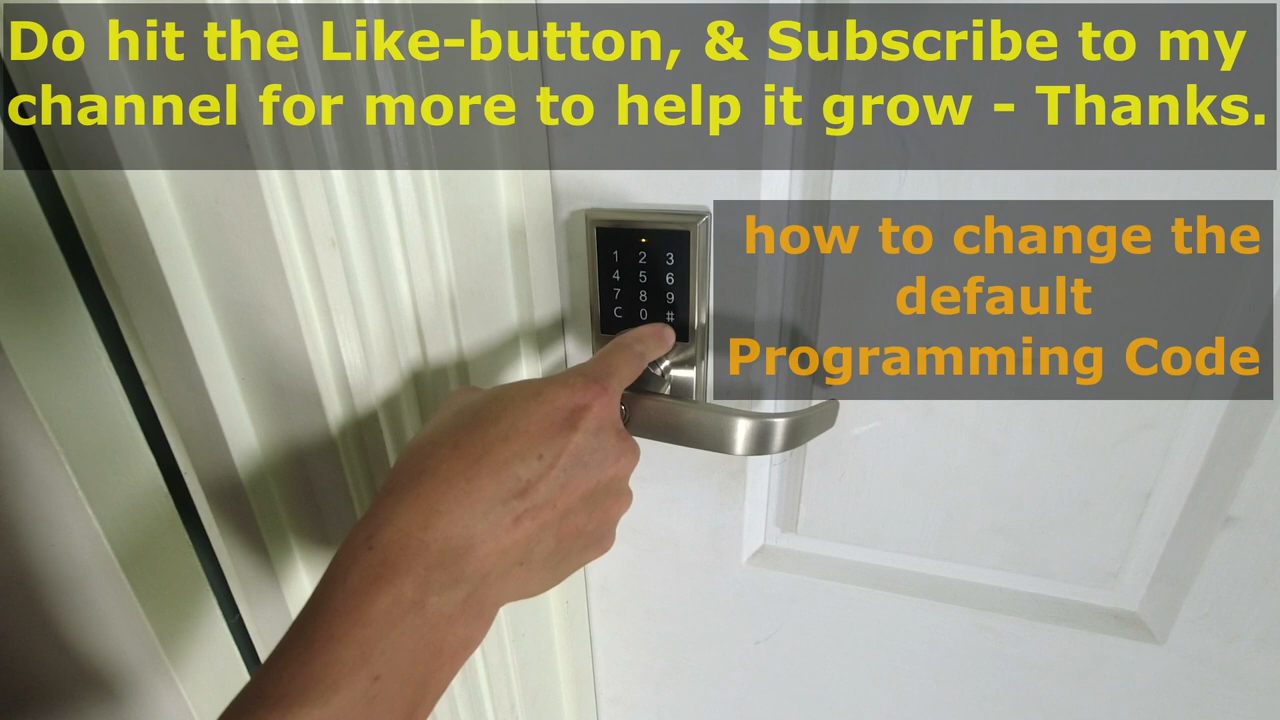 Do hit the Like-button, & Subscribe to my
channel for more to help it grow - Thanks.
how to change the
default
Programming Code
1 2 3
4 5 6
7 8 9
C 0 #